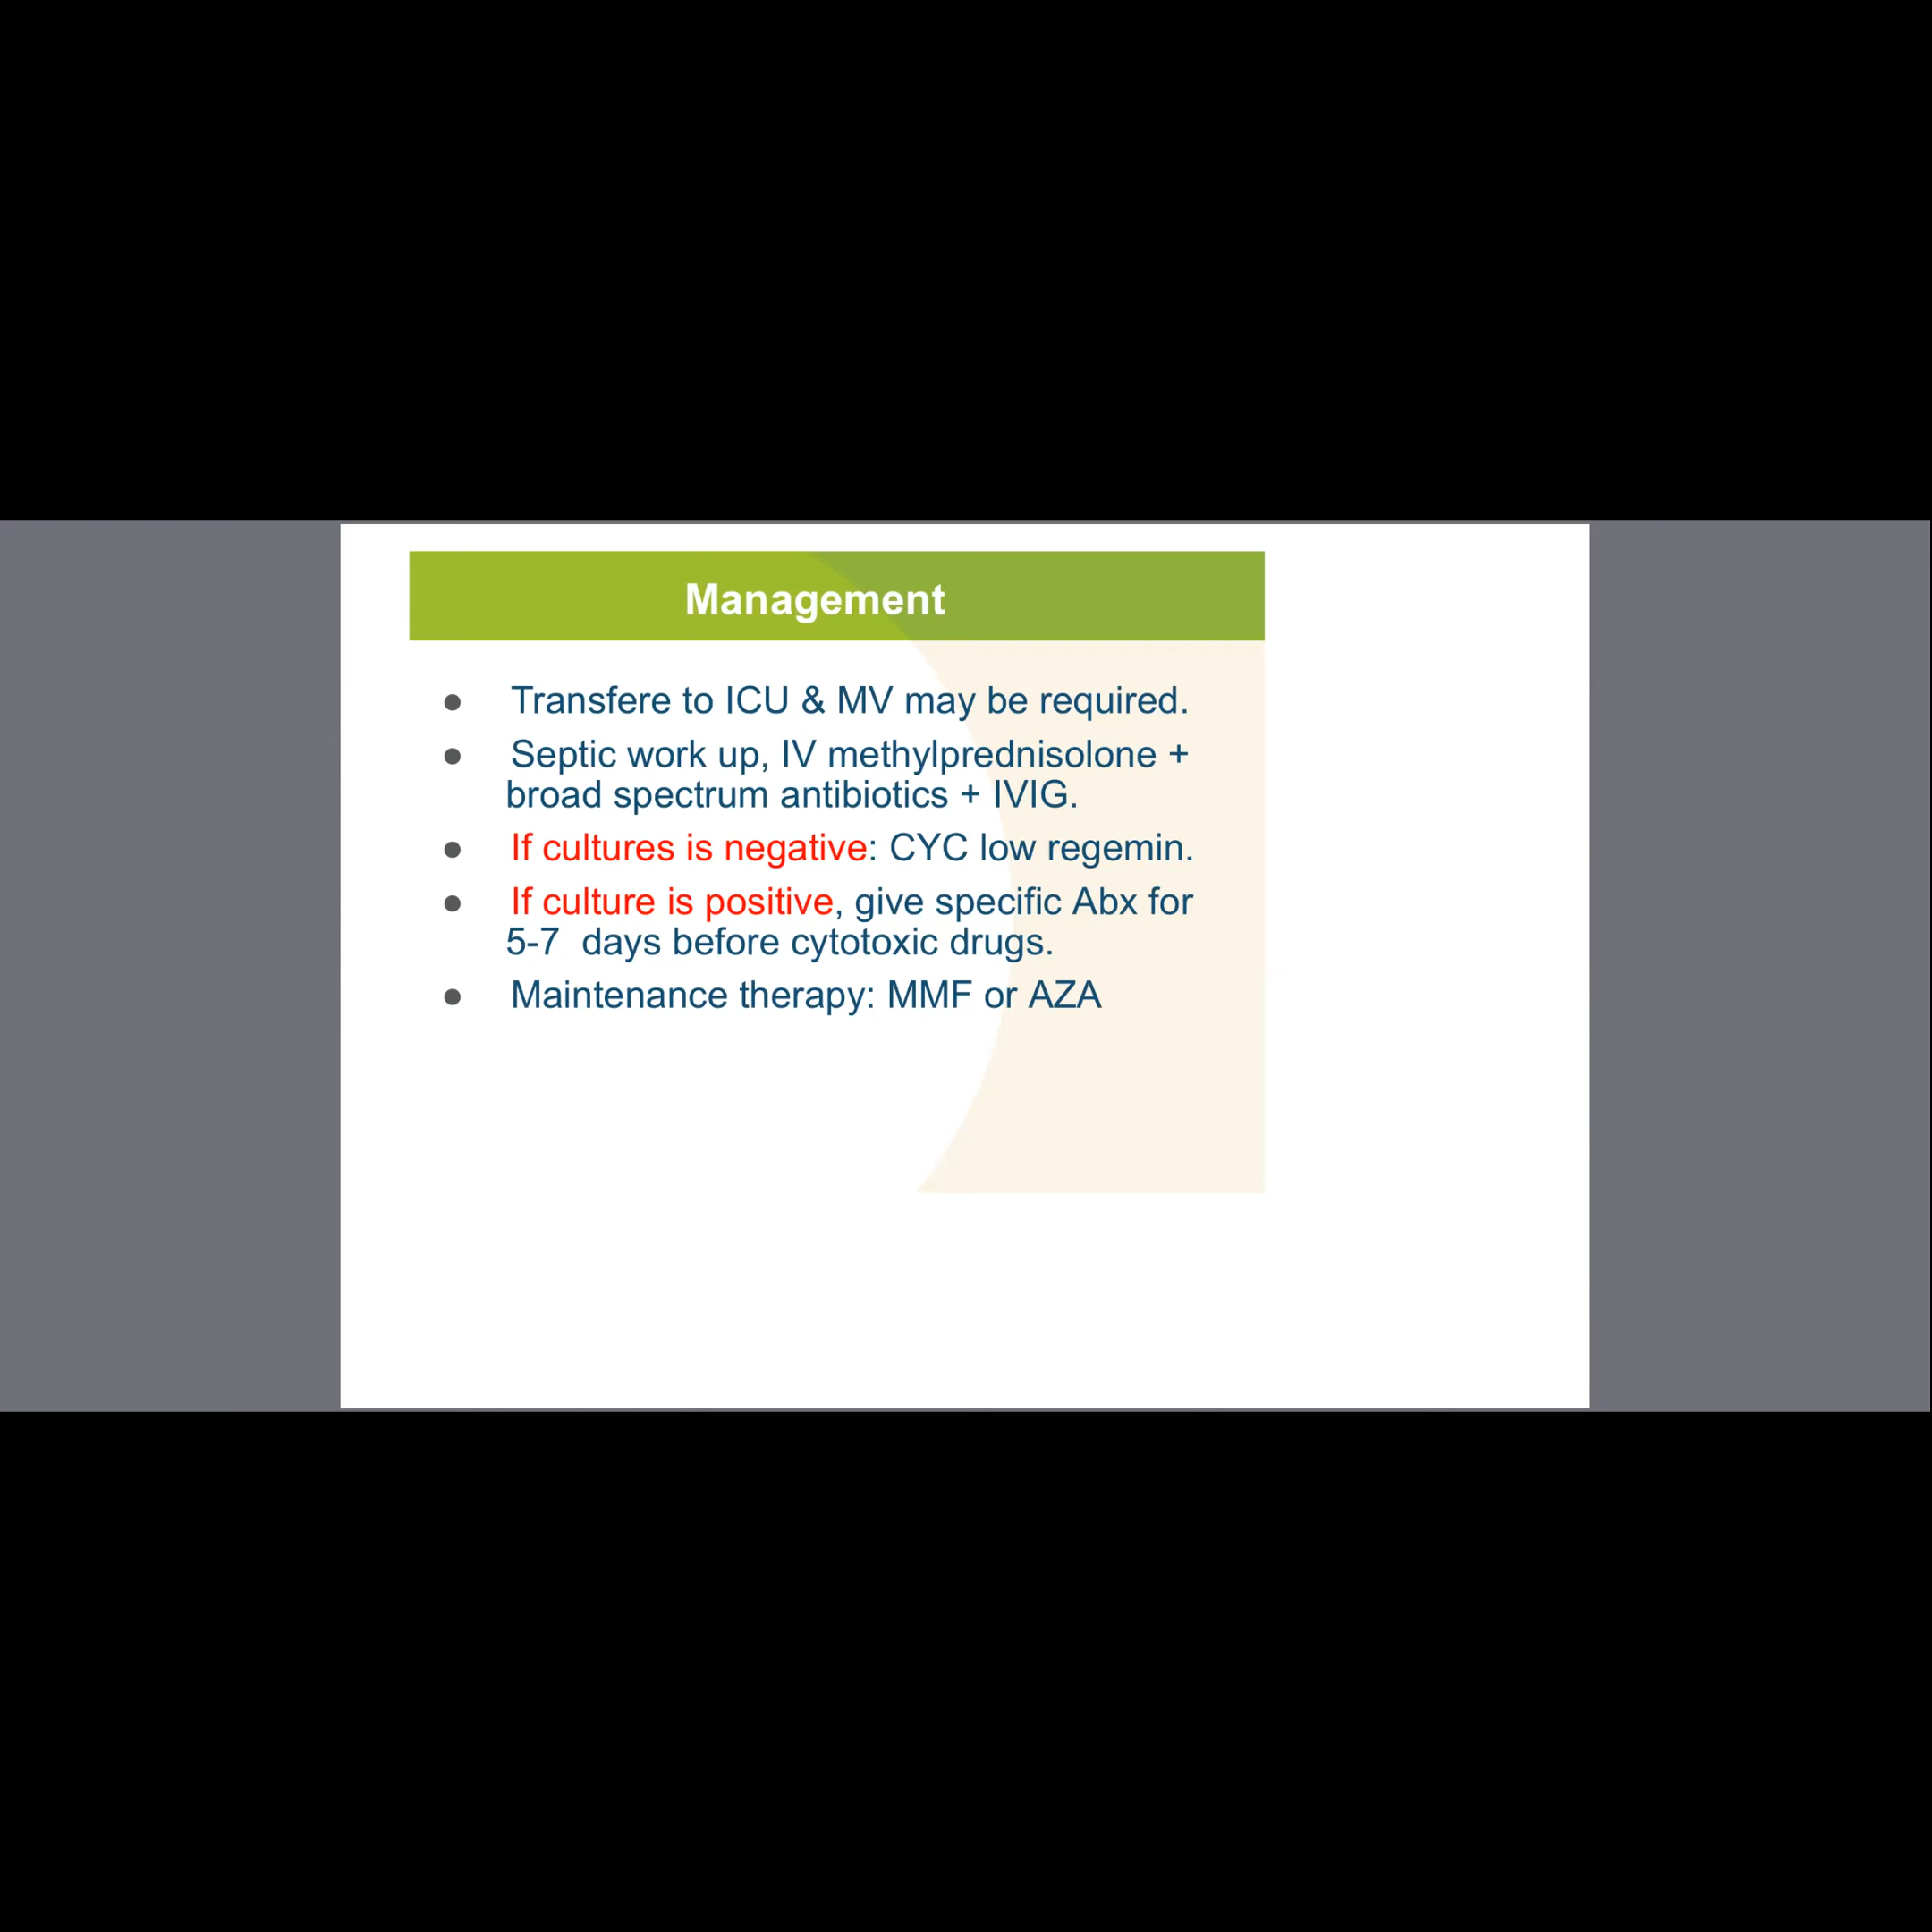 Management
● Transfere to ICU & MV may be required.
● Septic work up, IV methylprednisolone +
broad spectrum antibiotics + IVIG.
● If cultures is negative: CYC low regemin.
● If culture is positive, give specific Abx for
5-7  days before cytotoxic drugs.
● Maintenance therapy: MMF or AZA